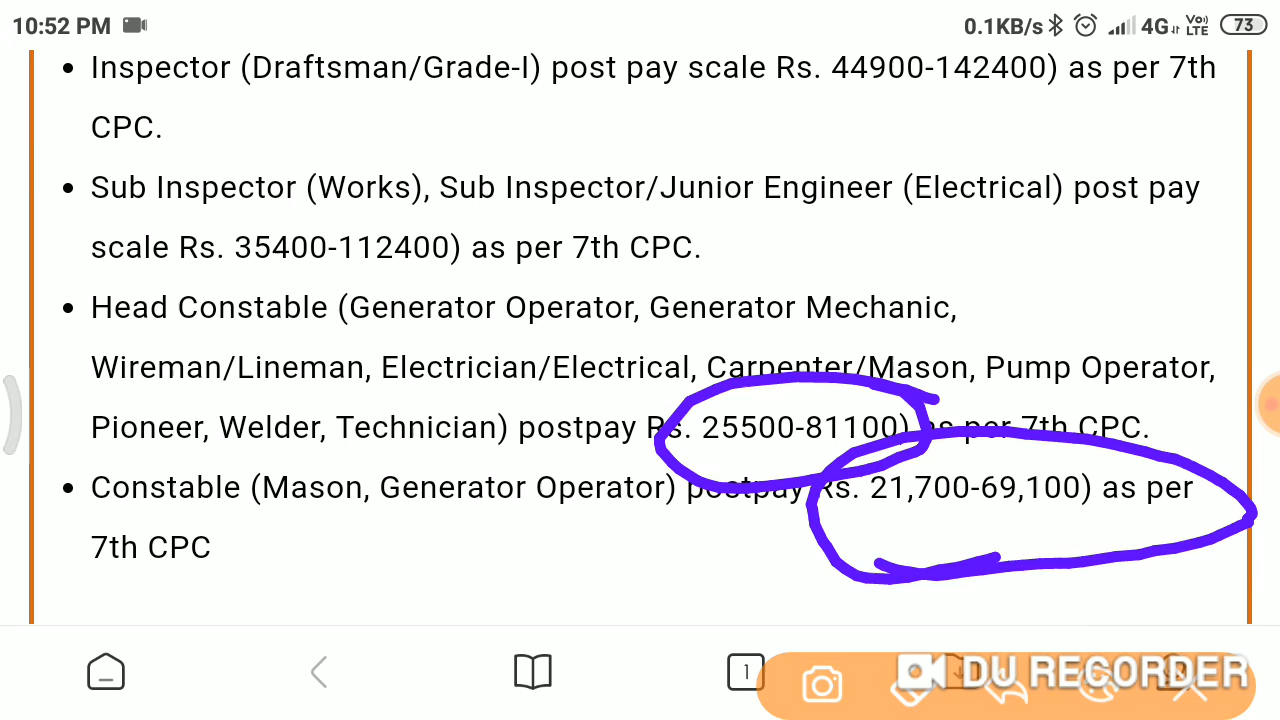 10:52 PM 0.1KB/s 4G Vo) LTE 73
• Inspector (Draftsman/Grade-I) post pay scale Rs. 44900-142400) as per 7th
CPC.
• Sub Inspector (Works), Sub Inspector/Junior Engineer (Electrical) post pay
scale Rs. 35400-112400) as per 7th CPC.
• Head Constable (Generator Operator, Generator Mechanic,
Wireman/Lineman, Electrician/Electrical, Carpenter/Mason, Pump Operator,
Pioneer, Welder, Technician) postpay Rs. 25500-81100) as per 7th CPC.
• Constable (Mason, Generator Operator) postpay Rs. 21,700-69,100) as per
7th CPC
1 DU RECORDER